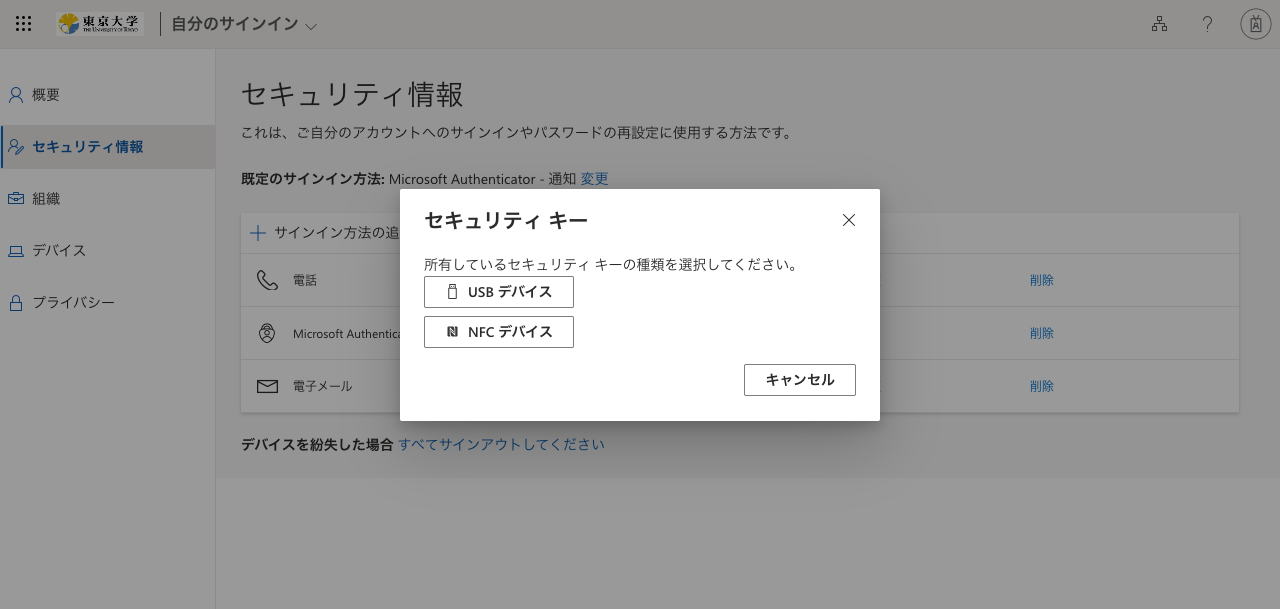 東京大学
THE UNIVERSITY OF TOKYO
自分のサインイン
概要
セキュリティ情報
組織
デバイス
プライバシー
セキュリティ情報
これは、ご自分のアカウントへのサインインやパスワードの再設定に使用する方法です。
既定のサインイン方法: Microsoft Authenticator - 通知 変更
サインイン方法の追
電話
削除
Microsoft Authentica
削除
電子メール
削除
デバイスを紛失した場合 すべてサインアウトしてください
セキュリティ キー
所有しているセキュリティ キーの種類を選択してください。
USB デバイス
NFC デバイス
キャンセル